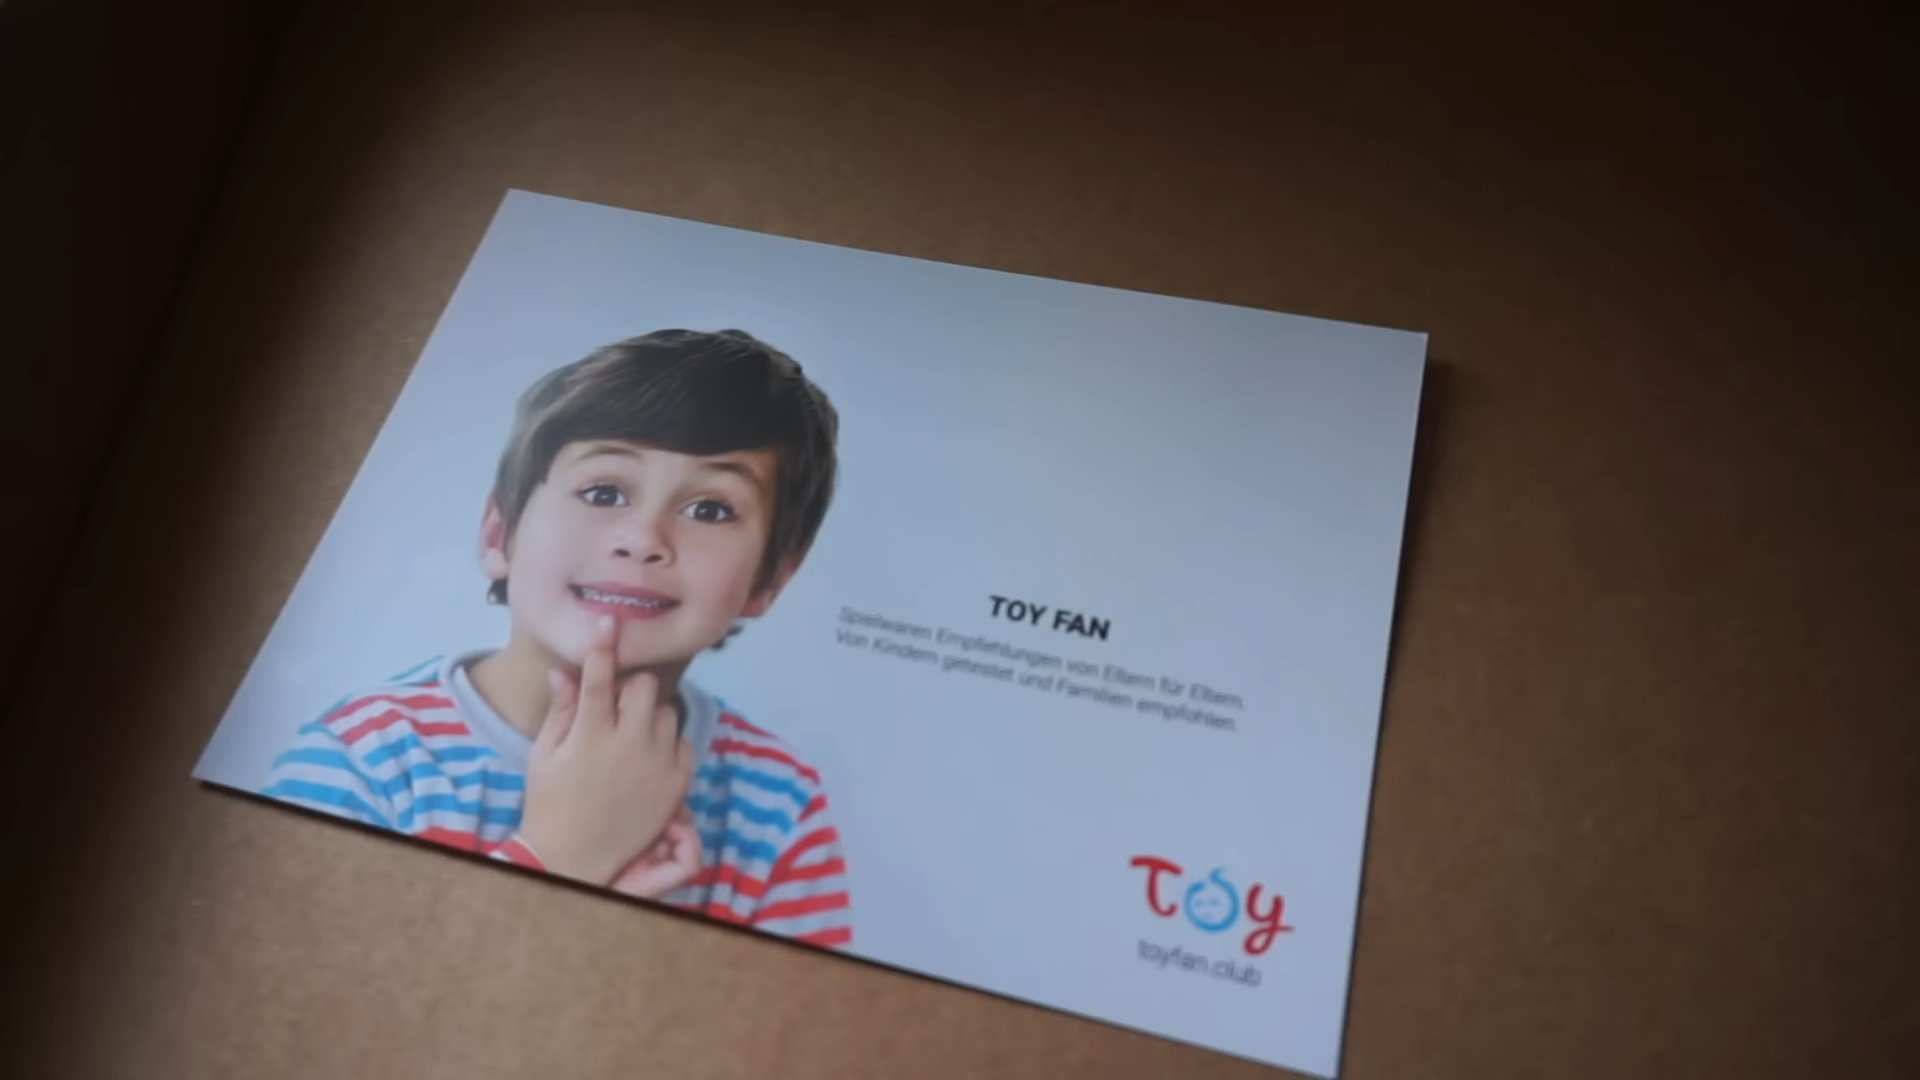 TOY FAN
Spielwaren Empfehlungen von Eltern für Eltern.
Von Kindern getestet und Familien empfohlen.
TOY
toyfan.club